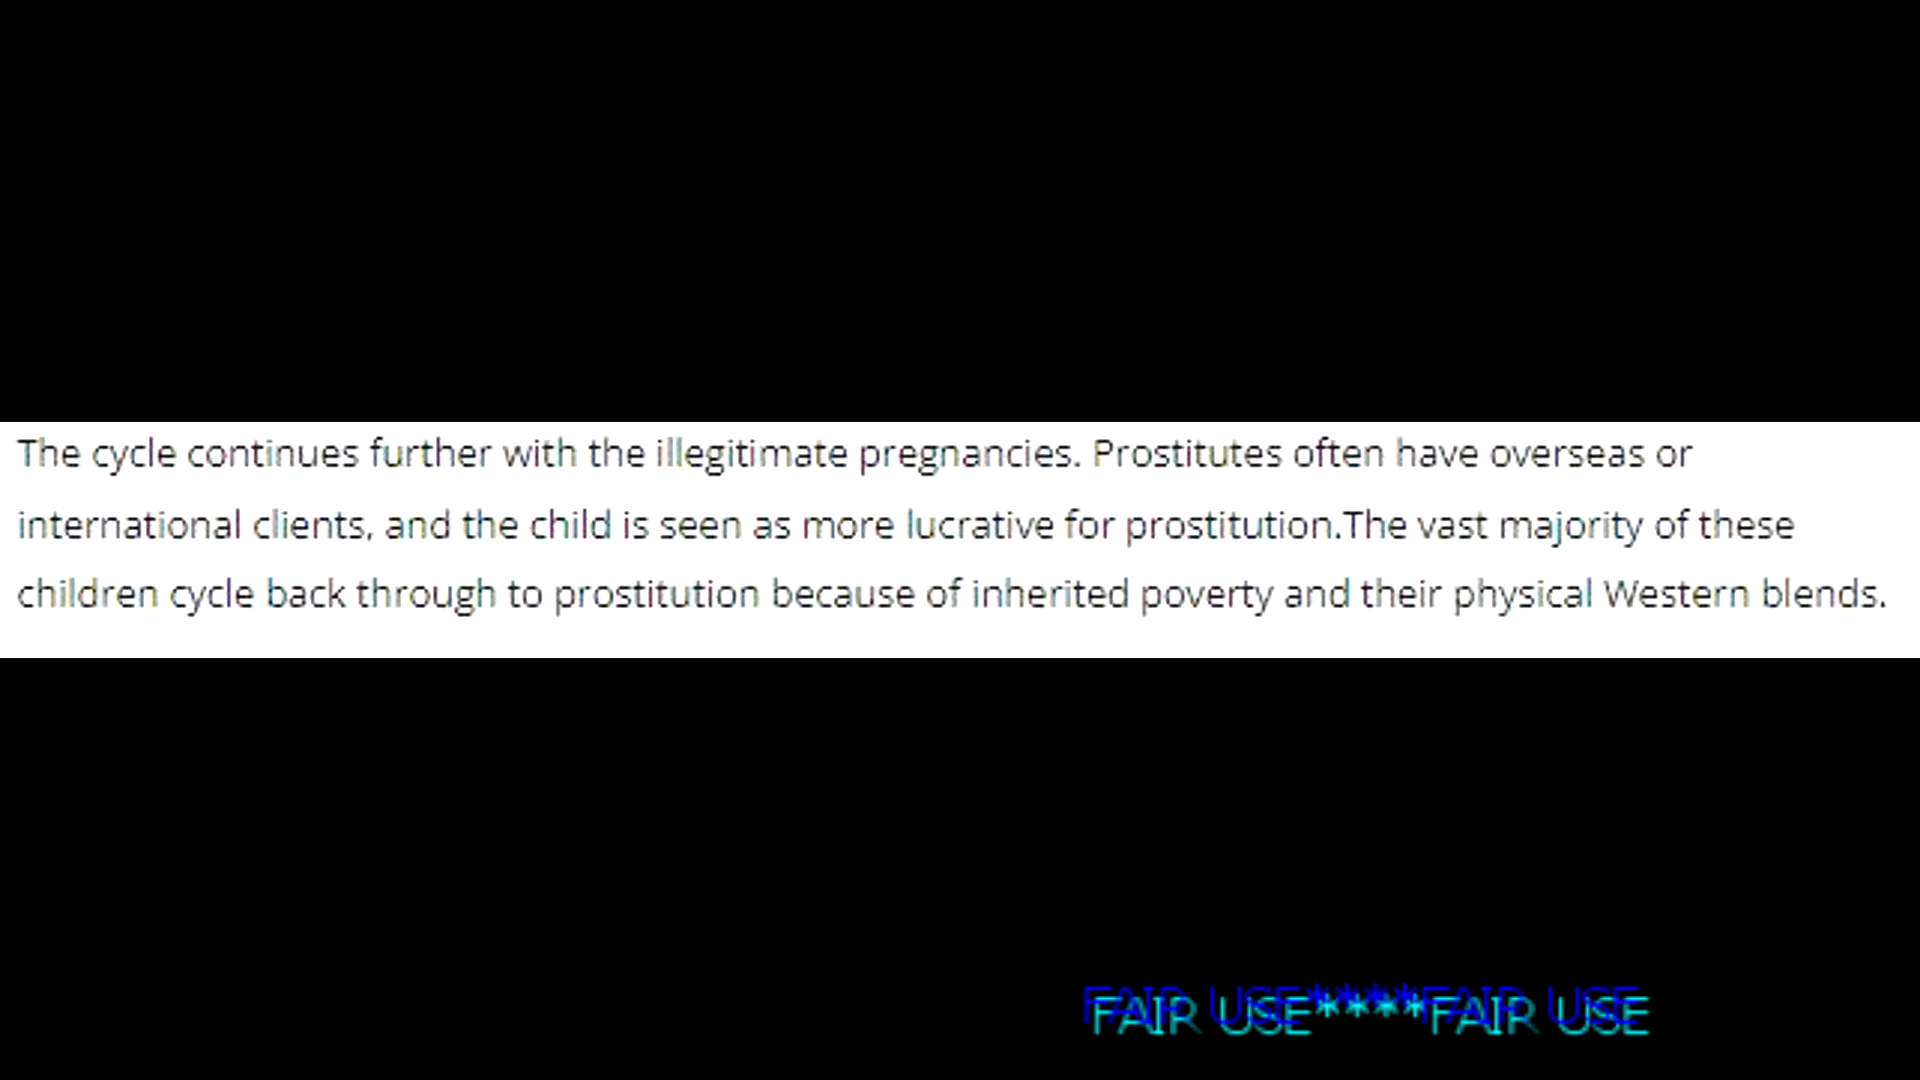 The cycle continues further with the illegitimate pregnancies. Prostitutes often have overseas or
international clients, and the child is seen as more lucrative for prostitution.The vast majority of these
children cycle back through to prostitution because of inherited poverty and their physical Western blends.
FAIR USE****FAIR USE